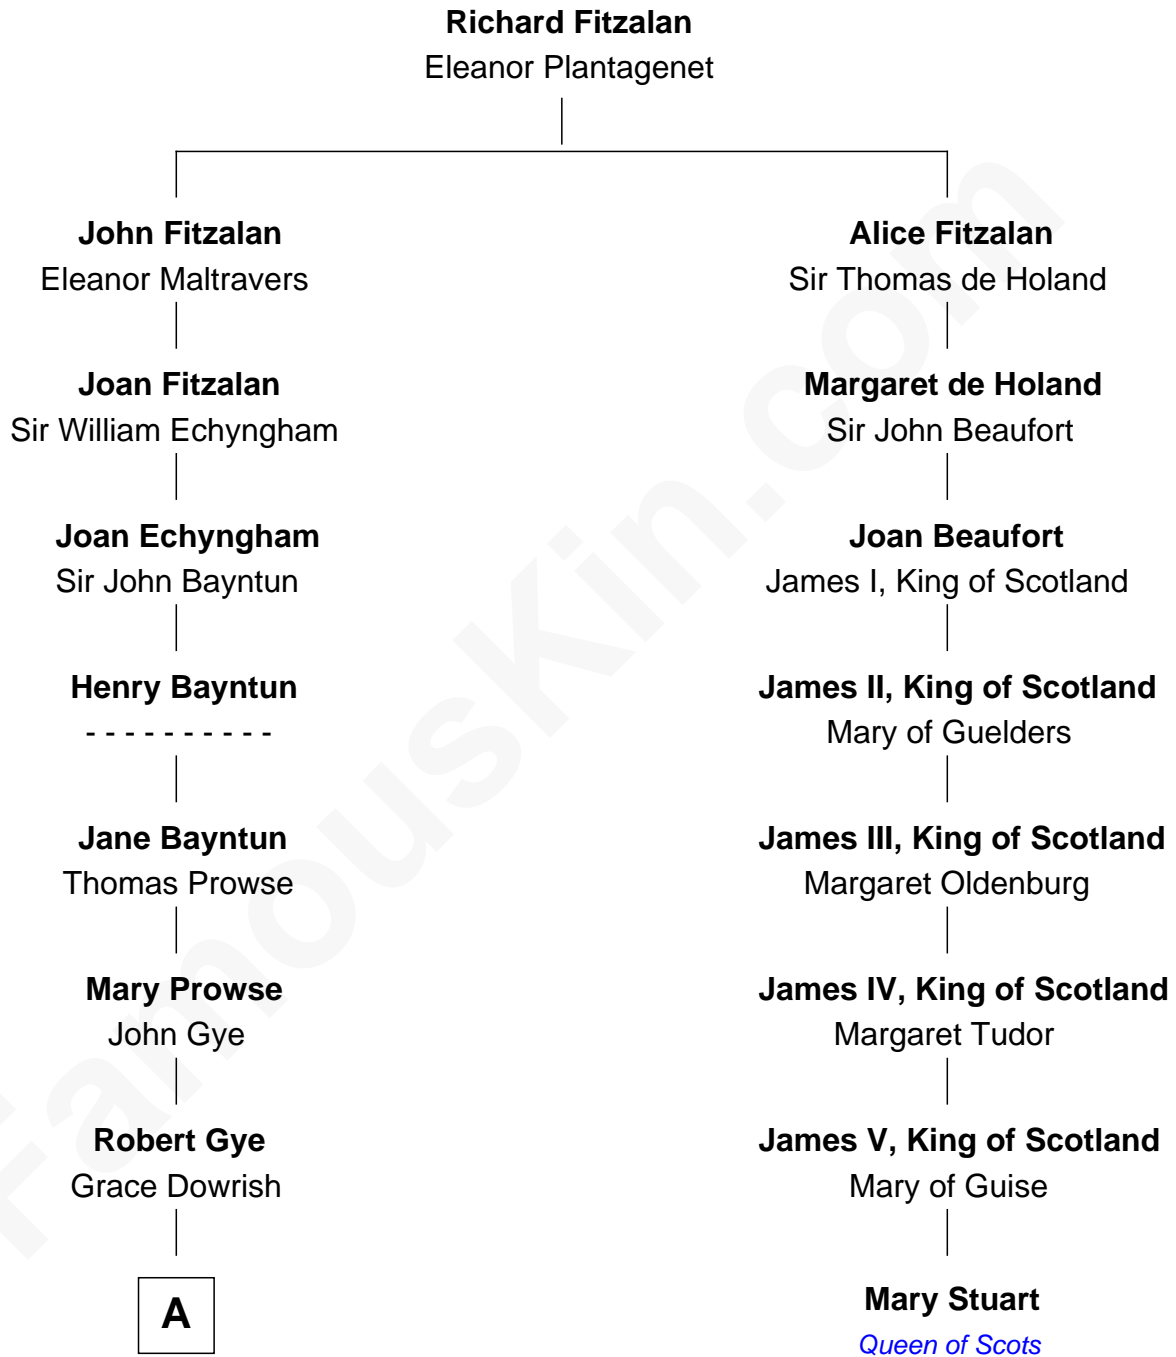 Richard Fitzalan
Eleanor Plantagenet
John Fitzalan
Eleanor Maltravers
Joan Fitzalan
Sir William Echyngham
Joan Echyngham
Sir John Bayntun
Henry Bayntun
- - - - - - - - - -
Jane Bayntun
Thomas Prowse
Mary Prowse
John Gye
Robert Gye
Grace Dowrish
A
Alice Fitzalan
Sir Thomas de Holand
Margaret de Holand
Sir John Beaufort
Joan Beaufort
James I, King of Scotland
James II, King of Scotland
Mary of Guelders
James III, King of Scotland
Margaret Oldenburg
James IV, King of Scotland
Margaret Tudor
James V, King of Scotland
Mary of Guise
Mary Stuart
Queen of Scots
FamousKin.com